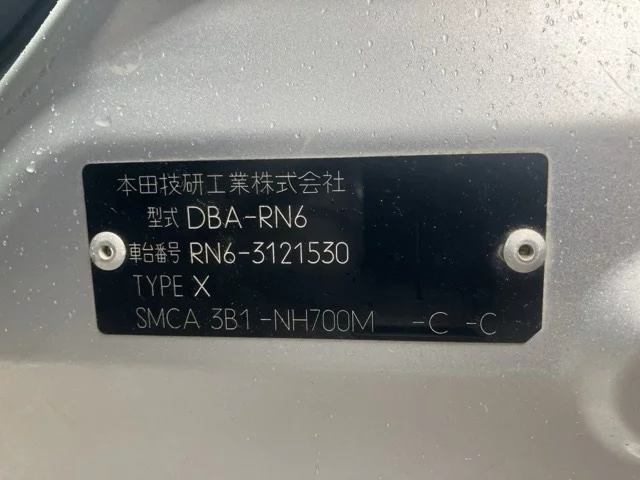 本田技研工業株式会社
型式 DBA-RN6
車台番号 RN6-3121530
TYPE X
SMCA 3B1 -NH700M -C -C